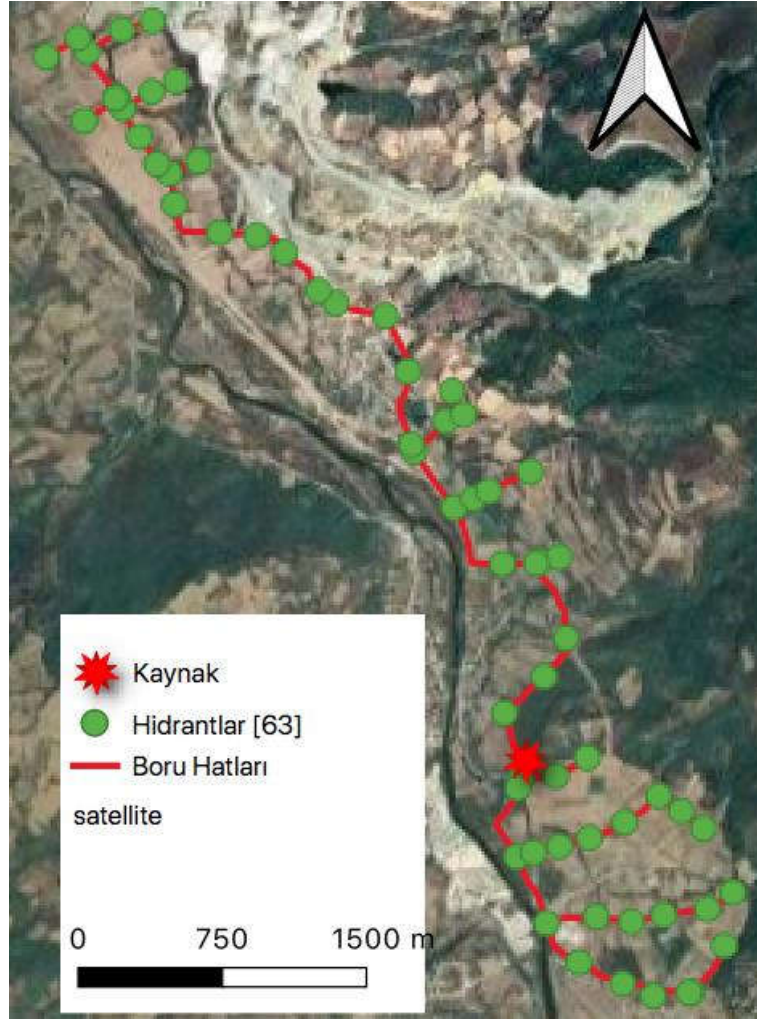 Kaynak
Hidrantlar [63]
Boru Hatları
satellite
0 750 1500 m